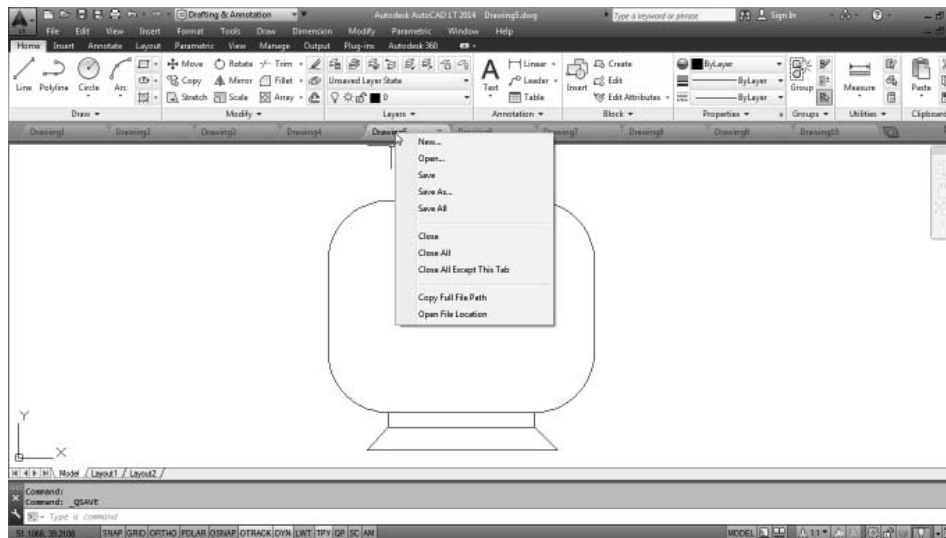 Drafting & Annotation
Autodesk AutoCAD LT 2014 Drawing5.dwg
Type a keyword or phrase
Sign In
File Edit View Insert Format Tools Draw Dimension Modify Parametric Window Help
Home Insert Annotate Layout Parametric View Manage Output Plug-ins Autodesk 360
Line Polyline Circle Arc
Move Rotate Trim
Copy Mirror Fillet
Stretch Scale Array
Unsaved Layer State
0
Text
Linear
Leader
Table
Insert
Create
Edit
Edit Attributes
ByLayer
ByLayer
ByLayer
Group
Measure
Paste
Draw Modify Layers Annotation Block Properties Groups Utilities Clipboard
Drawing1 Drawing2 Drawing3 Drawing4 Drawing5 Drawing6 Drawing7 Drawing8 Drawing9 Drawing10
New...
Open...
Save
Save As...
Save All
Close
Close All
Close All Except This Tab
Copy Full File Path
Open File Location
Y
X
Model Layout1 Layout2
Command:
Command: _QSAVE
Type a command
SNAP GRID ORTHO POLAR OSNAP OTRACK DYN LWT TPY QP SC AM
MODEL
1:1